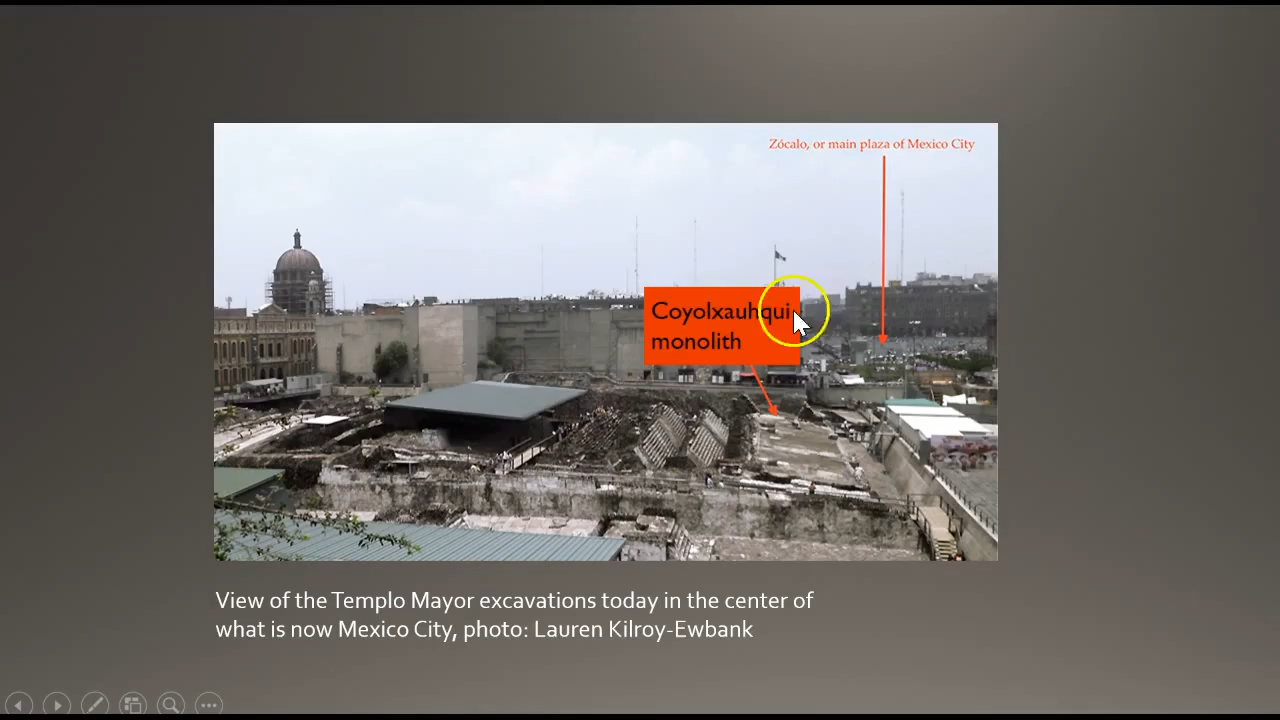 Zócalo, or main plaza of Mexico City
Coyolxauhqui
monolith
View of the Templo Mayor excavations today in the center of
what is now Mexico City, photo: Lauren Kilroy-Ewbank